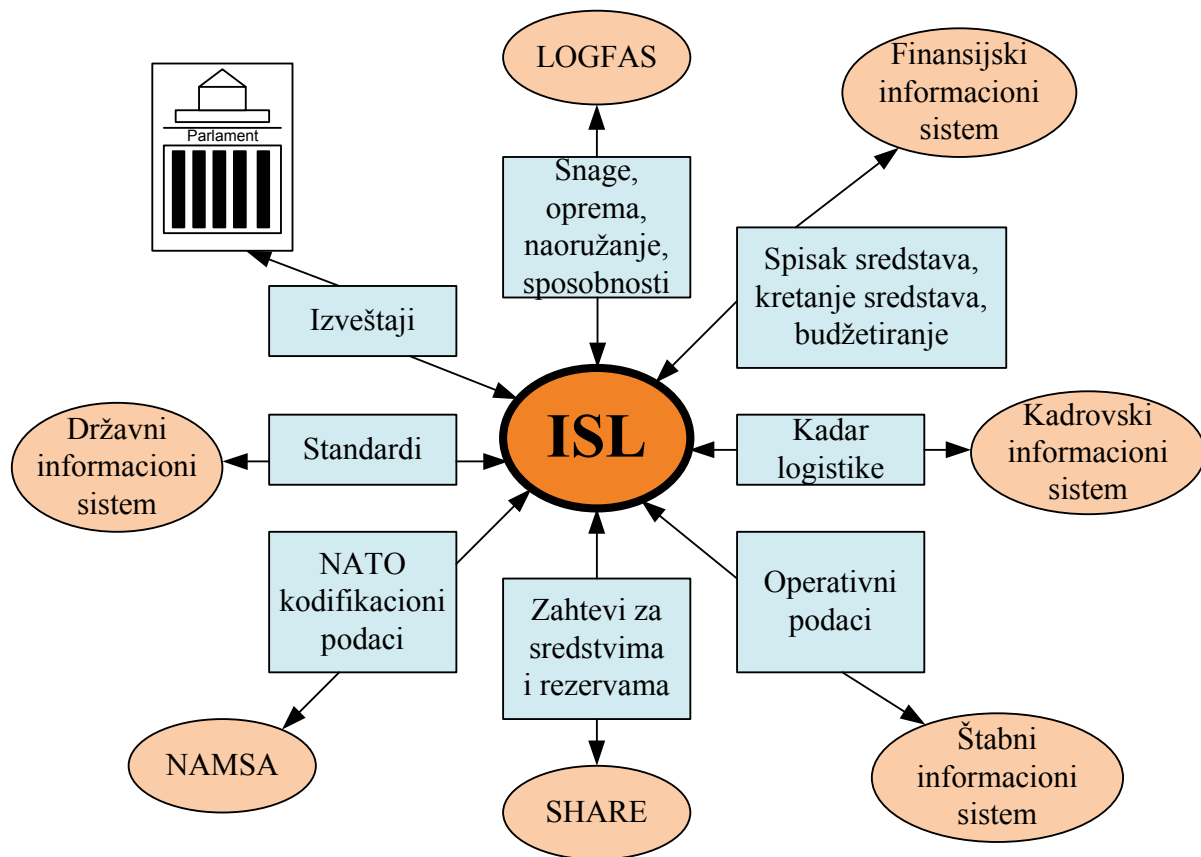 LOGFAS
Finansijski
informacioni
sistem
Parlament
Snage,
oprema,
naoružanje,
sposobnosti
Spisak sredstava,
kretanje sredstava,
budžetiranje
Izveštaji
ISL
Državni
informacioni
sistem
Standardi
Kadar
logistike
Kadrovski
informacioni
sistem
NATO
kodifikacioni
podaci
Zahtevi za
sredstvima
i rezervama
Operativni
podaci
NAMSA
SHARE
Štabni
informacioni
sistem